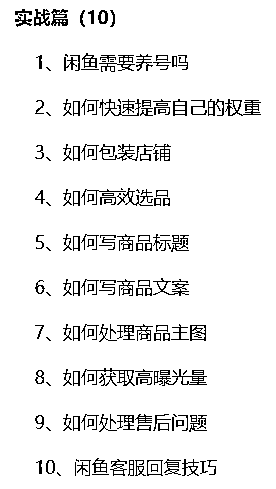 实战篇（10）
1、闲鱼需要养号吗
2、如何快速提高自己的权重
3、如何包装店铺
4、如何高效选品
5、如何写商品标题
6、如何写商品文案
7、如何处理商品主图
8、如何获取高曝光量
9、如何处理售后问题
10、闲鱼客服回复技巧